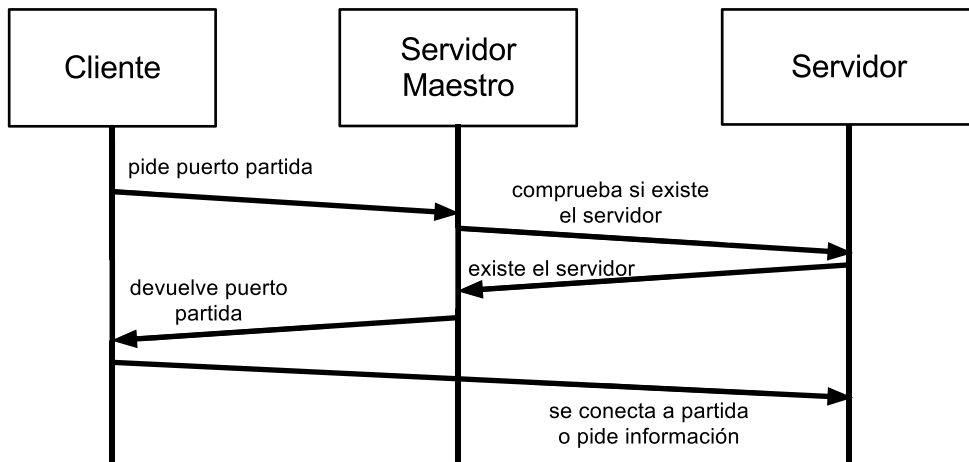 Cliente
Servidor
Maestro
Servidor
pide puerto partida
comprueba si existe
el servidor
existe el servidor
devuelve puerto
partida
se conecta a partida
o pide información